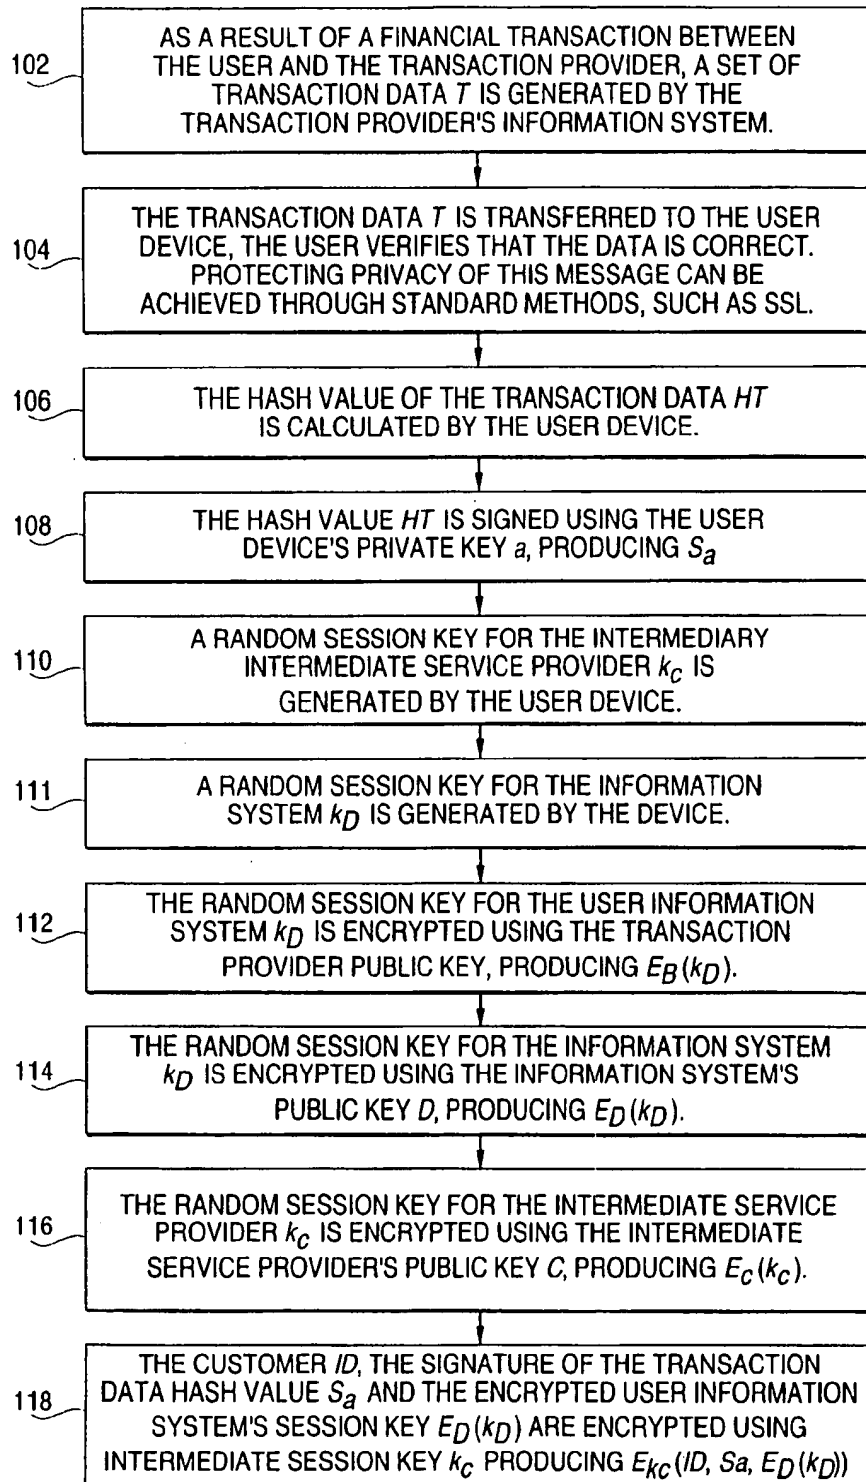 102
AS A RESULT OF A FINANCIAL TRANSACTION BETWEEN
THE USER AND THE TRANSACTION PROVIDER, A SET OF
TRANSACTION DATA T IS GENERATED BY THE
TRANSACTION PROVIDER'S INFORMATION SYSTEM.
104
THE TRANSACTION DATA T IS TRANSFERRED TO THE USER
DEVICE, THE USER VERIFIES THAT THE DATA IS CORRECT.
PROTECTING PRIVACY OF THIS MESSAGE CAN BE
ACHIEVED THROUGH STANDARD METHODS, SUCH AS SSL.
106
THE HASH VALUE OF THE TRANSACTION DATA HT
IS CALCULATED BY THE USER DEVICE.
108
THE HASH VALUE HT IS SIGNED USING THE USER
DEVICE'S PRIVATE KEY a, PRODUCING Sa
110
A RANDOM SESSION KEY FOR THE INTERMEDIARY
INTERMEDIATE SERVICE PROVIDER kC IS
GENERATED BY THE USER DEVICE.
111
A RANDOM SESSION KEY FOR THE INFORMATION
SYSTEM kD IS GENERATED BY THE DEVICE.
112
THE RANDOM SESSION KEY FOR THE USER INFORMATION
SYSTEM kD IS ENCRYPTED USING THE TRANSACTION
PROVIDER PUBLIC KEY, PRODUCING EB(kD).
114
THE RANDOM SESSION KEY FOR THE INFORMATION SYSTEM
kD IS ENCRYPTED USING THE INFORMATION SYSTEM'S
PUBLIC KEY D, PRODUCING ED(kD).
116
THE RANDOM SESSION KEY FOR THE INTERMEDIATE SERVICE
PROVIDER kC IS ENCRYPTED USING THE INTERMEDIATE
SERVICE PROVIDER'S PUBLIC KEY C, PRODUCING EC(kC).
118
THE CUSTOMER ID, THE SIGNATURE OF THE TRANSACTION
DATA HASH VALUE Sa AND THE ENCRYPTED USER INFORMATION
SYSTEM'S SESSION KEY ED(kD) ARE ENCRYPTED USING
INTERMEDIATE SESSION KEY kC PRODUCING EkC(ID, Sa, ED(kD))